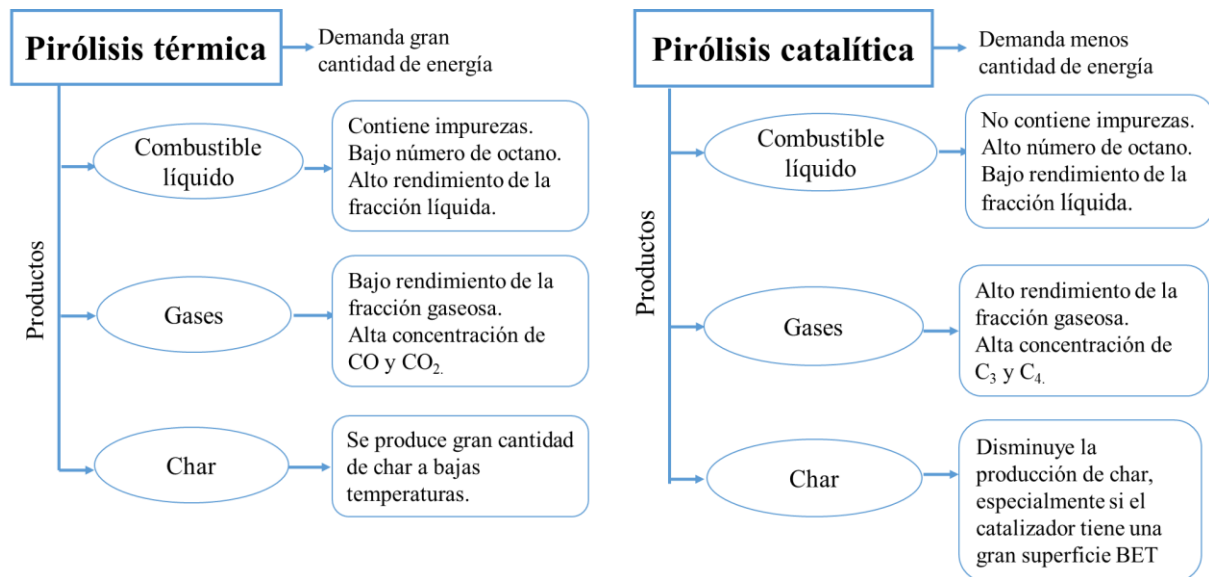 Pirólisis térmica
Demanda gran
cantidad de energía
Productos
Combustible
líquido
Contiene impurezas.
Bajo número de octano.
Alto rendimiento de la
fracción líquida.
Gases
Bajo rendimiento de la
fracción gaseosa.
Alta concentración de
CO y CO₂.
Char
Se produce gran cantidad
de char a bajas
temperaturas.
Pirólisis catalítica
Demanda menos
cantidad de energía
Productos
Combustible
líquido
No contiene impurezas.
Alto número de octano.
Bajo rendimiento de la
fracción líquida.
Gases
Alto rendimiento de la
fracción gaseosa.
Alta concentración de
C₃ y C₄.
Char
Disminuye la
producción de char,
especialmente si el
catalizador tiene una
gran superficie BET